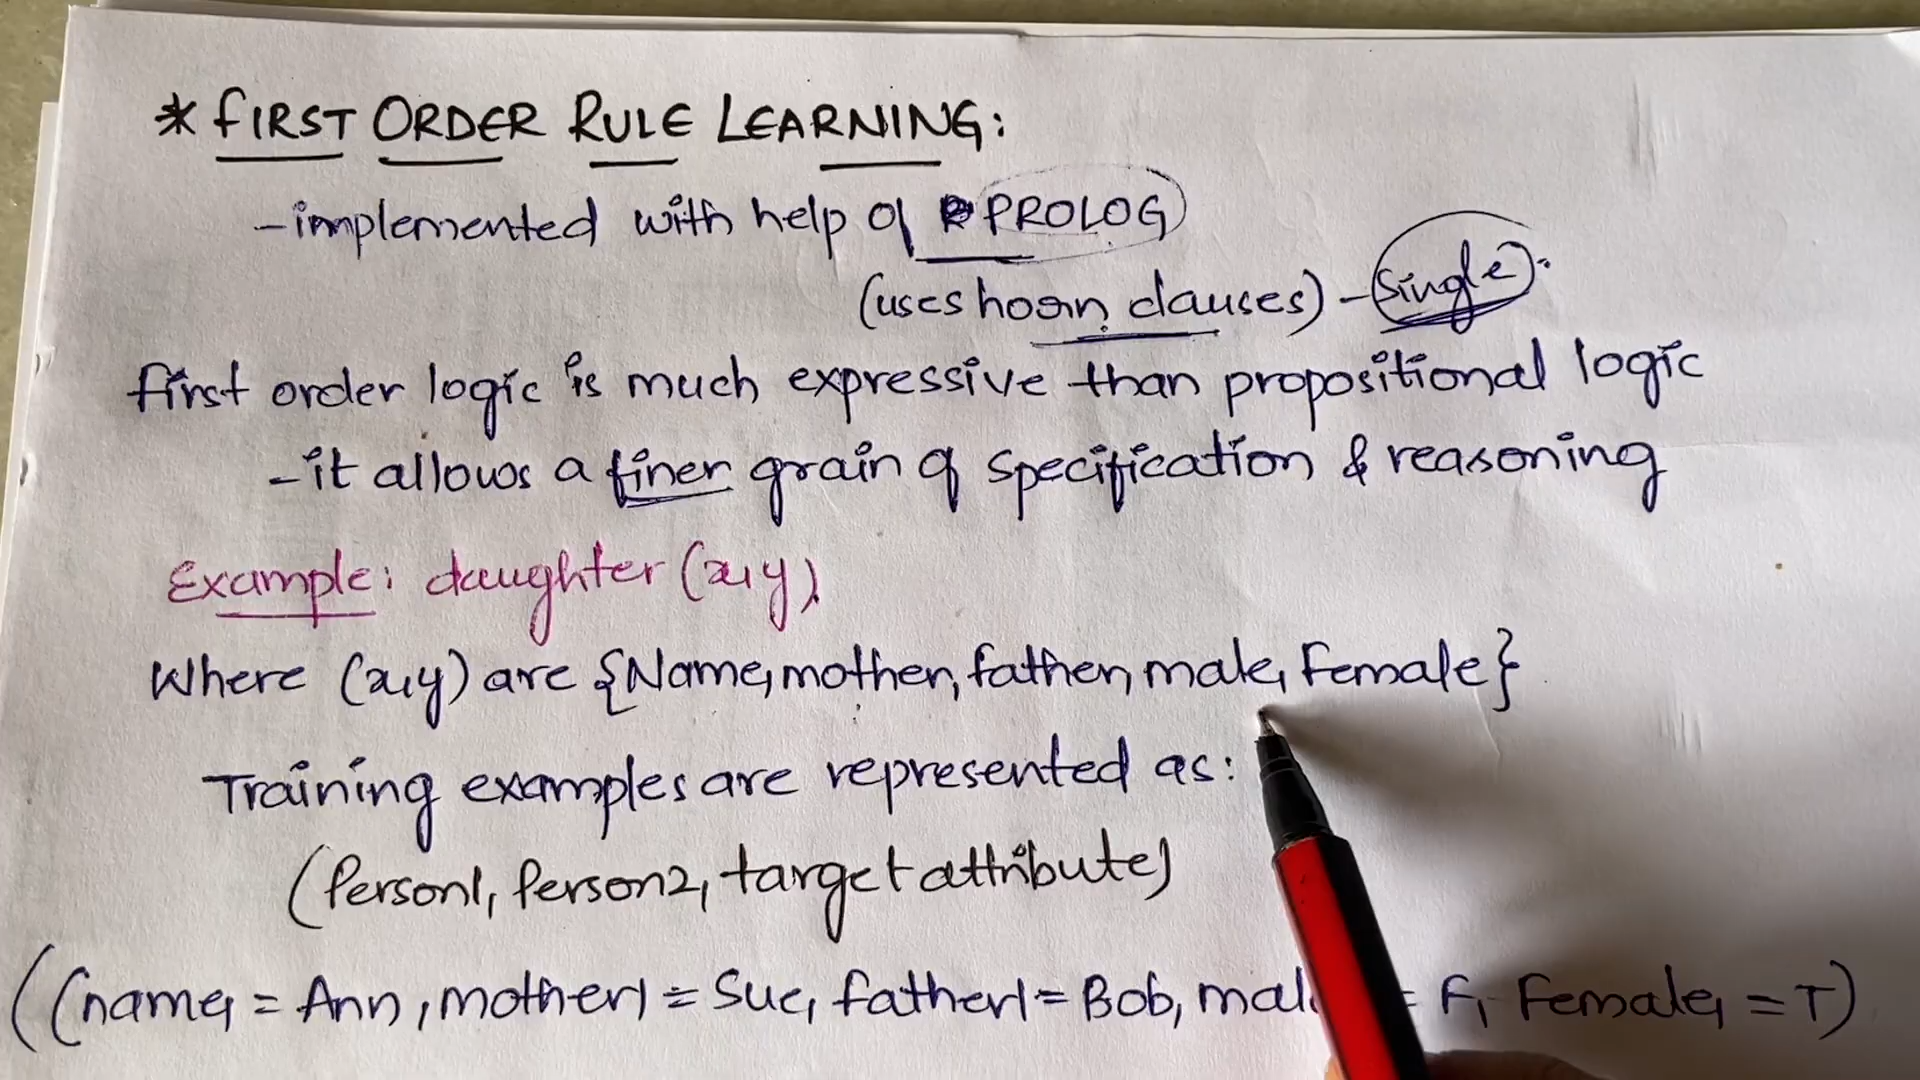 * FIRST ORDER RULE LEARNING:
- implemented with help of PROLOG
(uses horn clauses) - Single.
first order logic is much expressive than propositional logic
- it allows a finer grain of specification & reasoning
Example: daughter (x,y)
Where (x,y) are {Name, mother, father, male, Female}
Training examples are represented as:
(Person1, Person2, target attribute)
((name1 = Ann, mother1 = Sue, father1 = Bob, mal = F, Female1 = T)